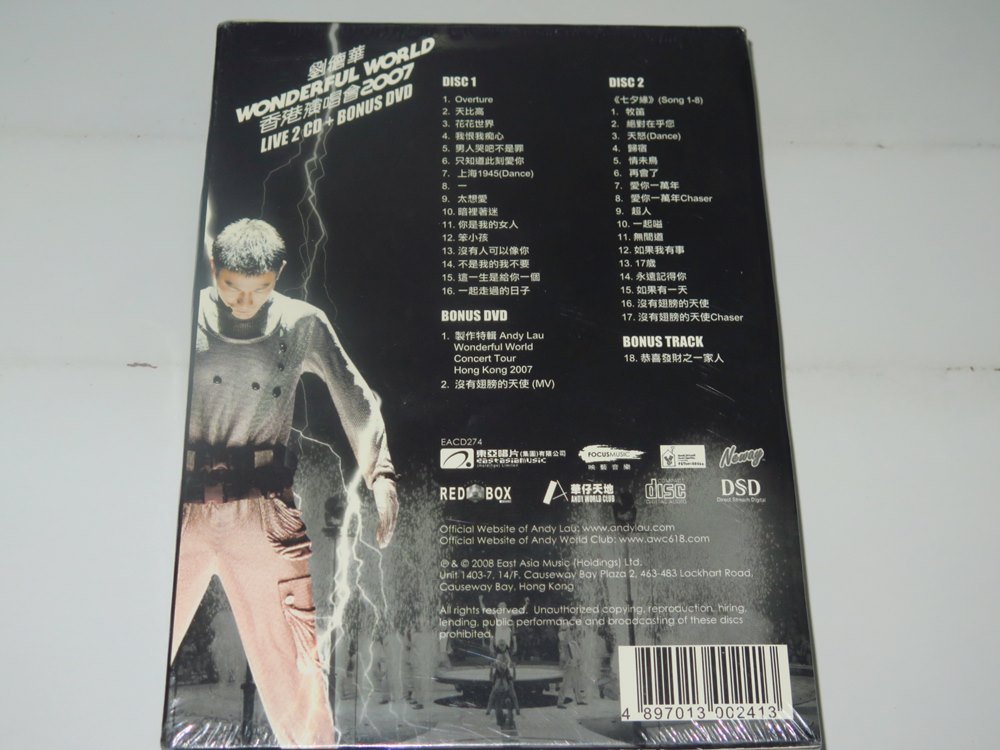 劉德華
WONDERFUL WORLD
香港演唱會2007
LIVE 2 CD + BONUS DVD
DISC 1
1. Overture
2. 天比高
3. 花花世界
4. 我恨我痴心
5. 男人哭吧不是罪
6. 只知道此刻愛你
7. 上海1945(Dance)
8. 一
9. 太想愛
10. 暗裡著迷
11. 你是我的女人
12. 笨小孩
13. 沒有人可以像你
14. 不是我的我不要
15. 這一生是給你一個
16. 一起走過的日子
BONUS DVD
1. 製作特輯 Andy Lau
Wonderful World
Concert Tour
Hong Kong 2007
2. 沒有翅膀的天使 (MV)
DISC 2
《七夕緣》(Song 1-8)
1. 牧笛
2. 絕對在乎您
3. 天怒(Dance)
4. 歸宿
5. 情未鳥
6. 再會了
7. 愛你一萬年
8. 愛你一萬年Chaser
9. 超人
10. 一起嗌
11. 無間道
12. 如果我有事
13. 17歲
14. 永遠記得你
15. 如果有一天
16. 沒有翅膀的天使
17. 沒有翅膀的天使Chaser
BONUS TRACK
18. 恭喜發財之一家人
EACD274
東亞唱片(集團)有限公司
eastasiamusic
(Holdings) Limited
FOCUSMUSIC
映藝音樂
Neway
RED BOX
華仔天地
ANDY WORLD CLUB
COMPACT
disc
DIGITAL AUDIO
DSD
Direct Stream Digital
Official Website of Andy Lau: www.andylau.com
Official Website of Andy World Club: www.awc618.com
℗ & © 2008 East Asia Music (Holdings) Ltd.
Unit 1403-7, 14/F, Causeway Bay Plaza 2, 463-483 Lockhart Road,
Causeway Bay, Hong Kong
All rights reserved. Unauthorized copying, reproduction, hiring,
lending, public performance and broadcasting of these discs
prohibited.
4 897013 002413